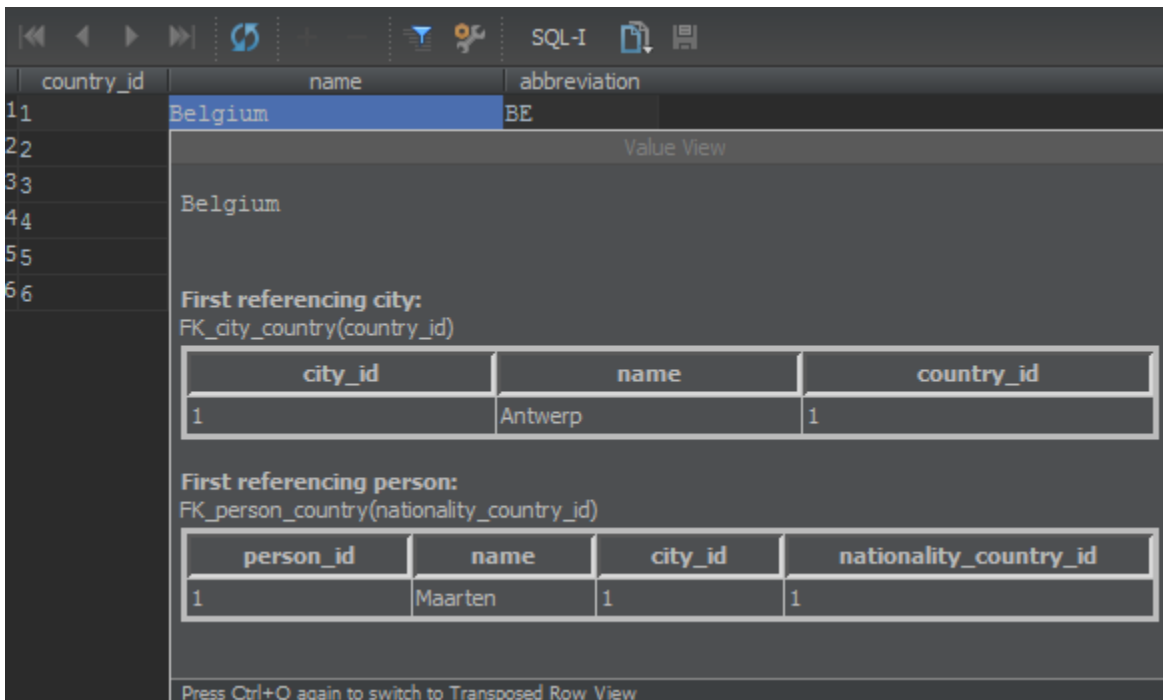 SQL-I
country_id name abbreviation
1 1 Belgium BE
2 2 Value View
3 3
Belgium
4 4
5 5
6 6
First referencing city:
FK_city_country(country_id)
city_id name country_id
1 Antwerp 1
First referencing person:
FK_person_country(nationality_country_id)
person_id name city_id nationality_country_id
1 Maarten 1 1
Press Ctrl+Q again to switch to Transposed Row View